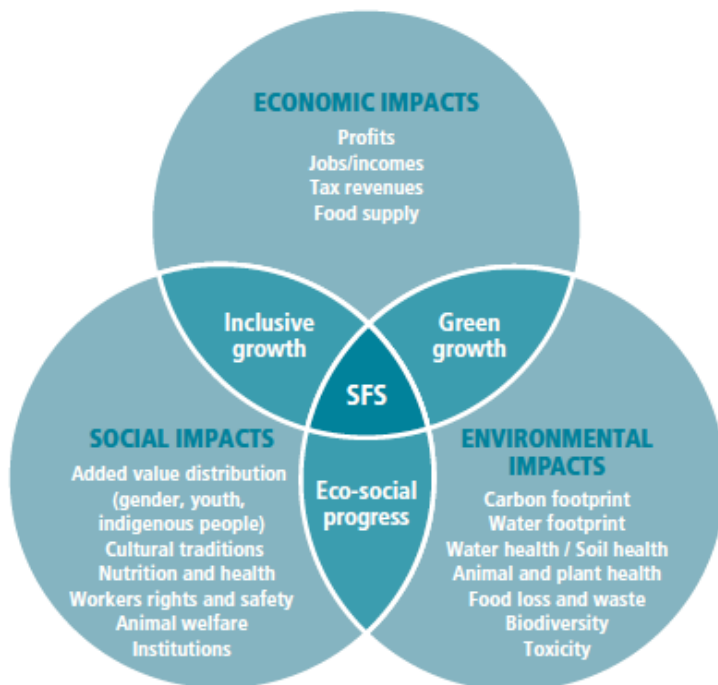 ECONOMIC IMPACTS
Profits
Jobs/incomes
Tax revenues
Food supply
Inclusive
growth
Green
growth
SFS
SOCIAL IMPACTS
Added value distribution
(gender, youth,
indigenous people)
Cultural traditions
Nutrition and health
Workers rights and safety
Animal welfare
Institutions
Eco-social
progress
ENVIRONMENTAL
IMPACTS
Carbon footprint
Water footprint
Water health / Soil health
Animal and plant health
Food loss and waste
Biodiversity
Toxicity